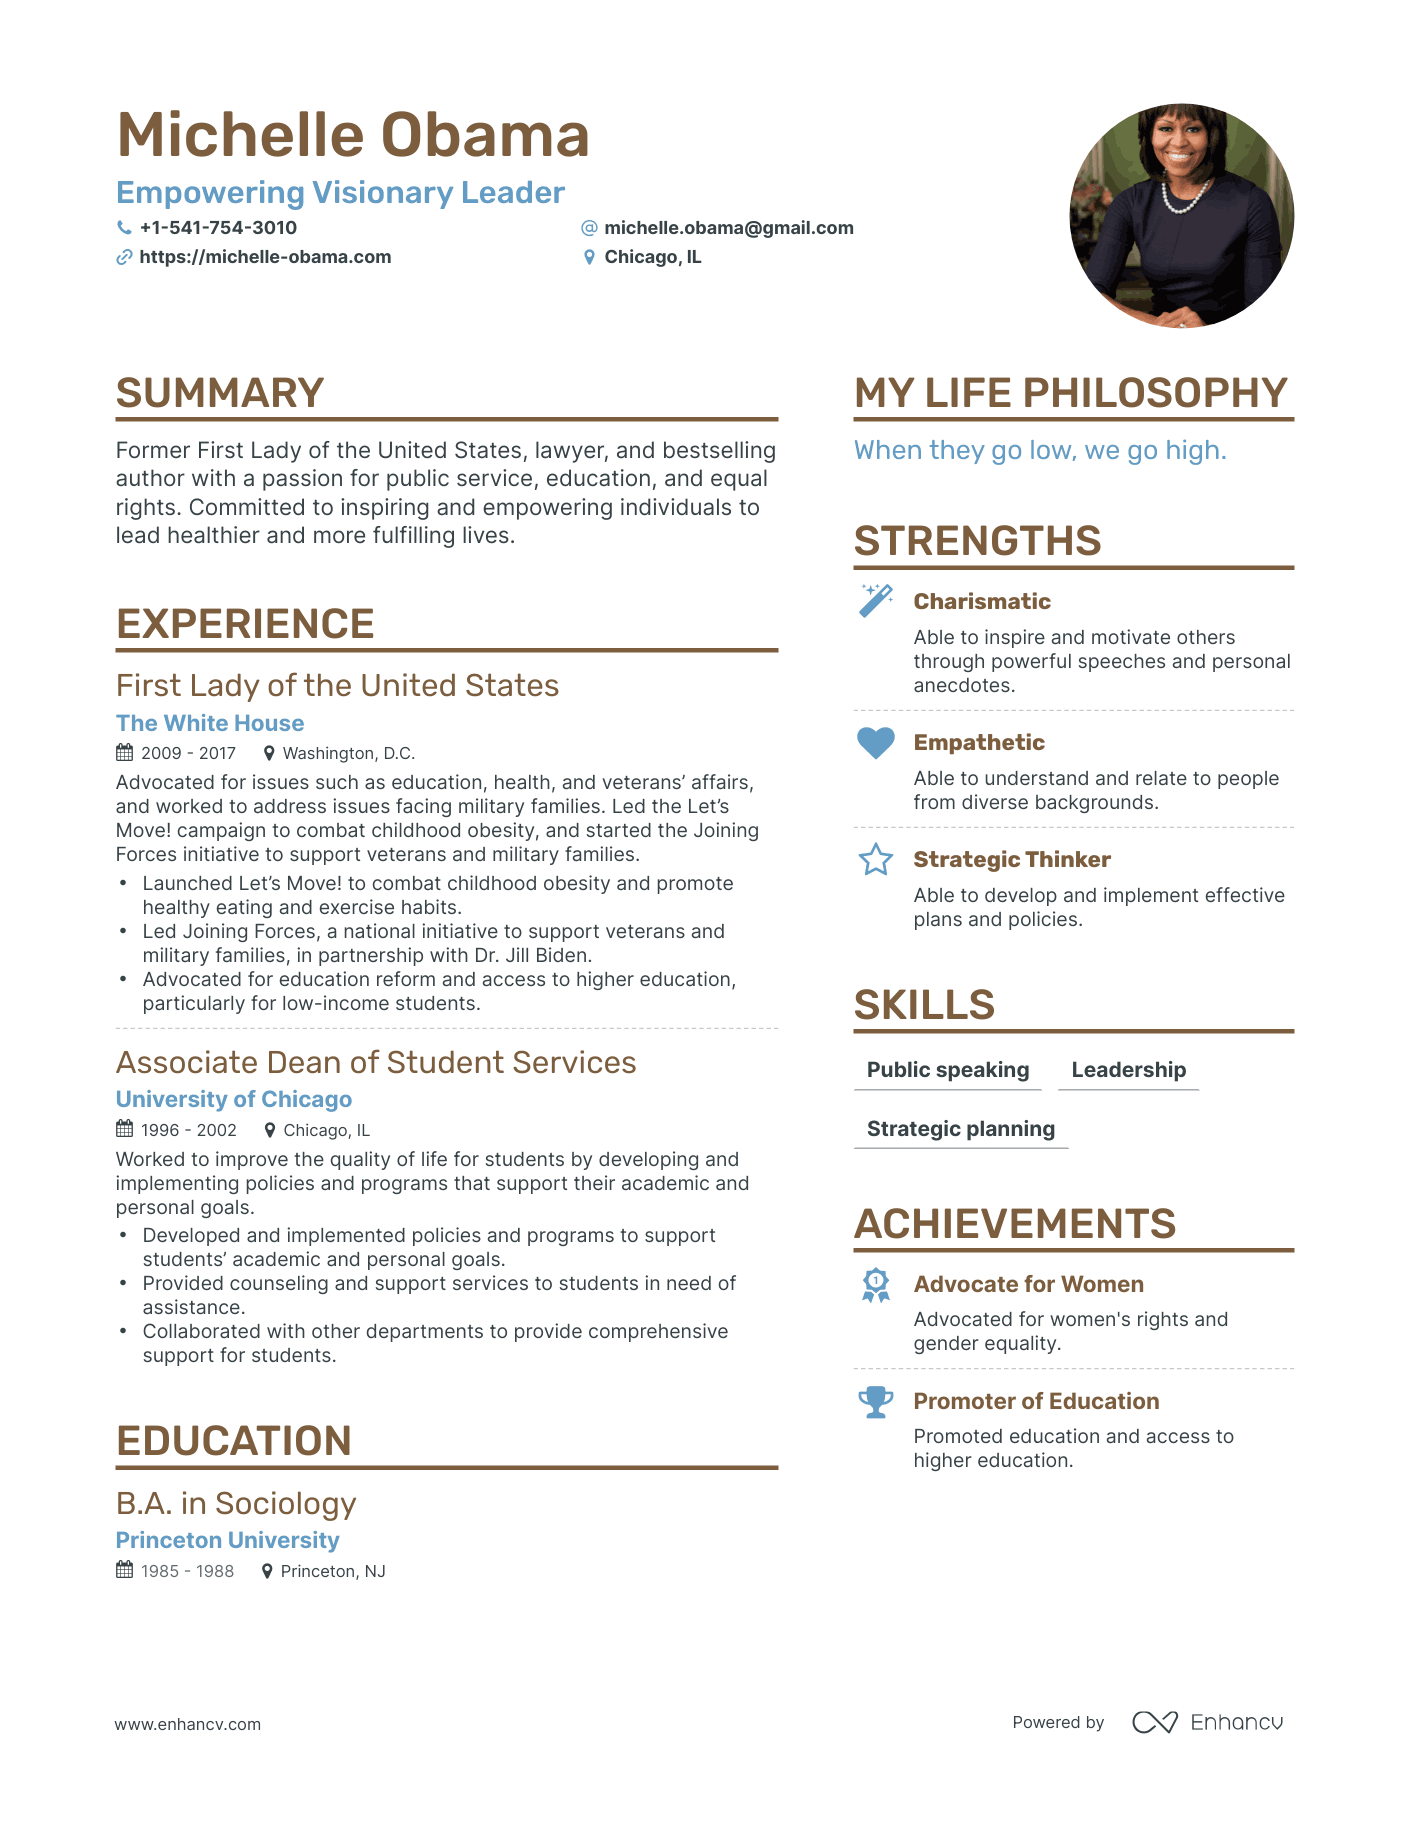 Michelle Obama
Empowering Visionary Leader
+1-541-754-3010
@ michelle.obama@gmail.com
https://michelle-obama.com
Chicago, IL
SUMMARY
Former First Lady of the United States, lawyer, and bestselling
author with a passion for public service, education, and equal
rights. Committed to inspiring and empowering individuals to
lead healthier and more fulfilling lives.
EXPERIENCE
First Lady of the United States
The White House
2009 - 2017 Washington, D.C.
Advocated for issues such as education, health, and veterans’ affairs,
and worked to address issues facing military families. Led the Let’s
Move! campaign to combat childhood obesity, and started the Joining
Forces initiative to support veterans and military families.
• Launched Let’s Move! to combat childhood obesity and promote
healthy eating and exercise habits.
• Led Joining Forces, a national initiative to support veterans and
military families, in partnership with Dr. Jill Biden.
• Advocated for education reform and access to higher education,
particularly for low-income students.
Associate Dean of Student Services
University of Chicago
1996 - 2002 Chicago, IL
Worked to improve the quality of life for students by developing and
implementing policies and programs that support their academic and
personal goals.
• Developed and implemented policies and programs to support
students’ academic and personal goals.
• Provided counseling and support services to students in need of
assistance.
• Collaborated with other departments to provide comprehensive
support for students.
EDUCATION
B.A. in Sociology
Princeton University
1985 - 1988 Princeton, NJ
MY LIFE PHILOSOPHY
When they go low, we go high.
STRENGTHS
Charismatic
Able to inspire and motivate others
through powerful speeches and personal
anecdotes.
Empathetic
Able to understand and relate to people
from diverse backgrounds.
Strategic Thinker
Able to develop and implement effective
plans and policies.
SKILLS
Public speaking Leadership
Strategic planning
ACHIEVEMENTS
1
Advocate for Women
Advocated for women's rights and
gender equality.
Promoter of Education
Promoted education and access to
higher education.
www.enhancv.com
Powered by Enhancv